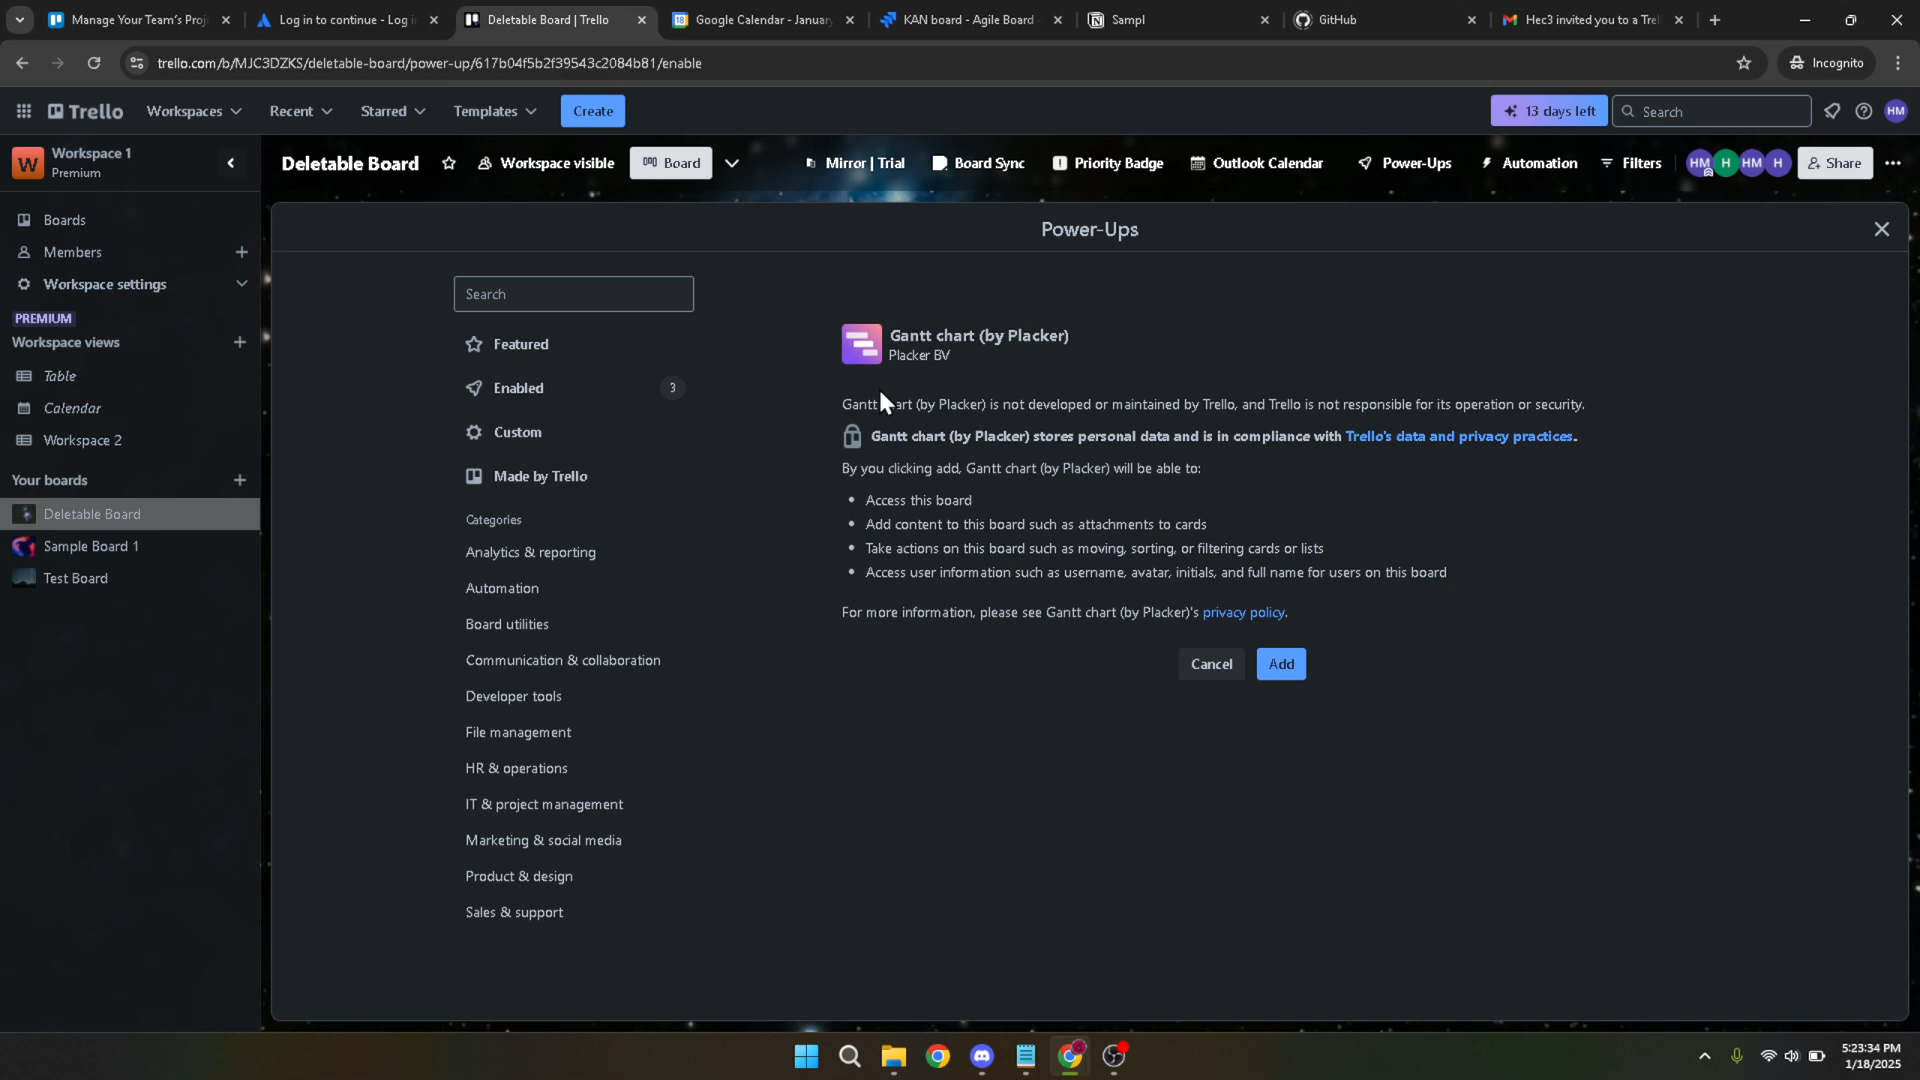 Manage Your Team's Proj
Log in to continue - Log i
Deletable Board | Trello
Google Calendar - January
KAN board - Agile Board -
Sampl
GitHub
Hec3 invited you to a Trel
trello.com/b/MJC3DZKS/deletable-board/power-up/617b04f5b2f39543c2084b81/enable
Incognito
Trello
Workspaces
Recent
Starred
Templates
Create
13 days left
Search
HM
W
Workspace 1
Premium
Deletable Board
Workspace visible
Board
Mirror | Trial
Board Sync
Priority Badge
Outlook Calendar
Power-Ups
Automation
Filters
HM
H
HM
H
Share
Boards
Members
Workspace settings
PREMIUM
Workspace views
Table
Calendar
Workspace 2
Your boards
Deletable Board
Sample Board 1
Test Board
Power-Ups
Search
Featured
Enabled 3
Custom
Made by Trello
Categories
Analytics & reporting
Automation
Board utilities
Communication & collaboration
Developer tools
File management
HR & operations
IT & project management
Marketing & social media
Product & design
Sales & support
Gantt chart (by Placker)
Placker BV
Gantt chart (by Placker) is not developed or maintained by Trello, and Trello is not responsible for its operation or security.
Gantt chart (by Placker) stores personal data and is in compliance with Trello's data and privacy practices.
By you clicking add, Gantt chart (by Placker) will be able to:
• Access this board
• Add content to this board such as attachments to cards
• Take actions on this board such as moving, sorting, or filtering cards or lists
• Access user information such as username, avatar, initials, and full name for users on this board
For more information, please see Gantt chart (by Placker)'s privacy policy.
Cancel
Add
5:23:34 PM
1/18/2025